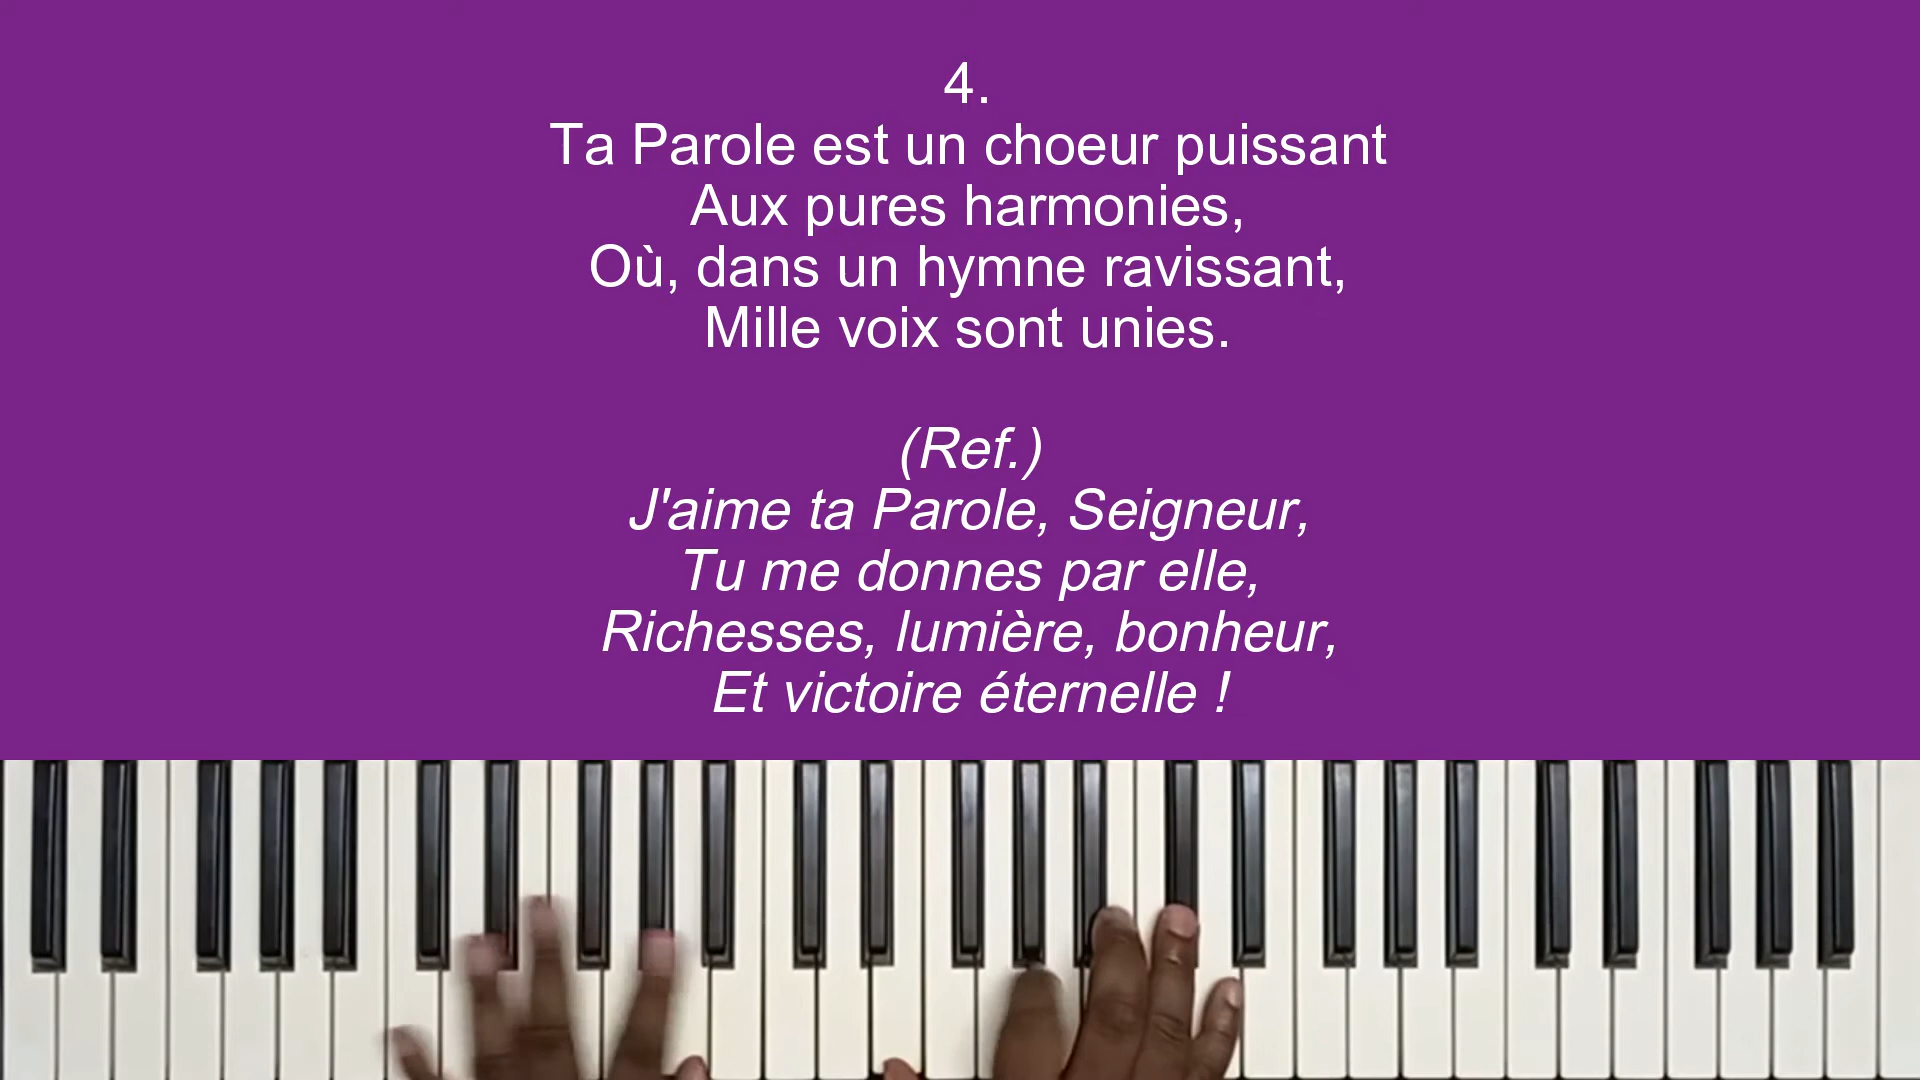 4.
Ta Parole est un choeur puissant
Aux pures harmonies,
Où, dans un hymne ravissant,
Mille voix sont unies.
(Ref.)
J'aime ta Parole, Seigneur,
Tu me donnes par elle,
Richesses, lumière, bonheur,
Et victoire éternelle !